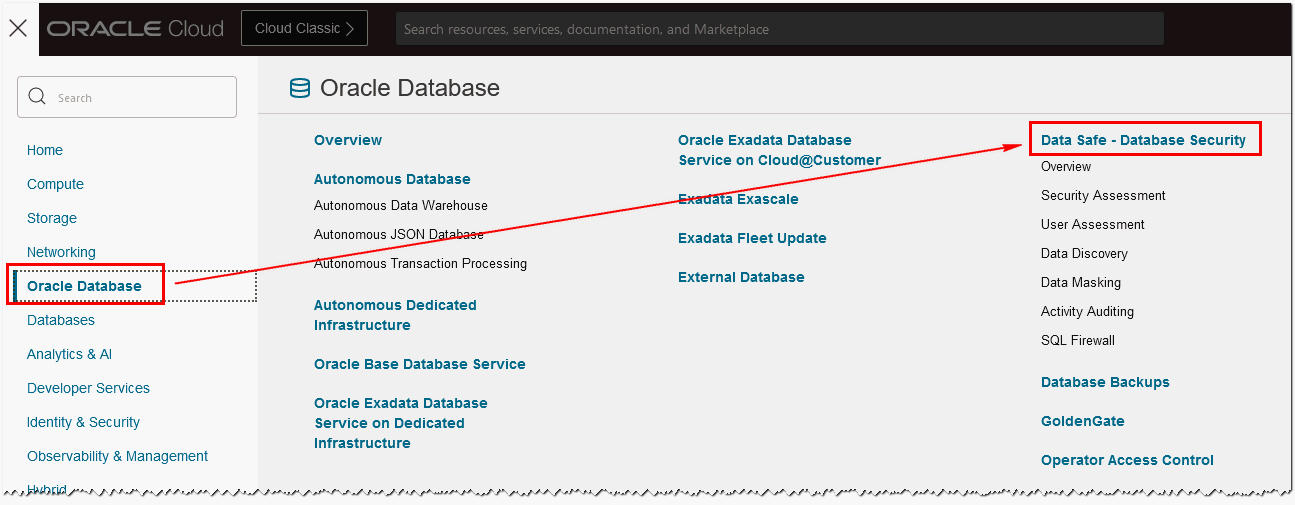 ORACLE Cloud
Cloud Classic
Search resources, services, documentation, and Marketplace
Search
Home
Compute
Storage
Networking
Oracle Database
Databases
Analytics & AI
Developer Services
Identity & Security
Observability & Management
Hybrid
Oracle Database
Overview
Autonomous Database
Autonomous Data Warehouse
Autonomous JSON Database
Autonomous Transaction Processing
Autonomous Dedicated
Infrastructure
Oracle Base Database Service
Oracle Exadata Database
Service on Dedicated
Infrastructure
Oracle Exadata Database
Service on Cloud@Customer
Exadata Exascale
Exadata Fleet Update
External Database
Data Safe - Database Security
Overview
Security Assessment
User Assessment
Data Discovery
Data Masking
Activity Auditing
SQL Firewall
Database Backups
GoldenGate
Operator Access Control